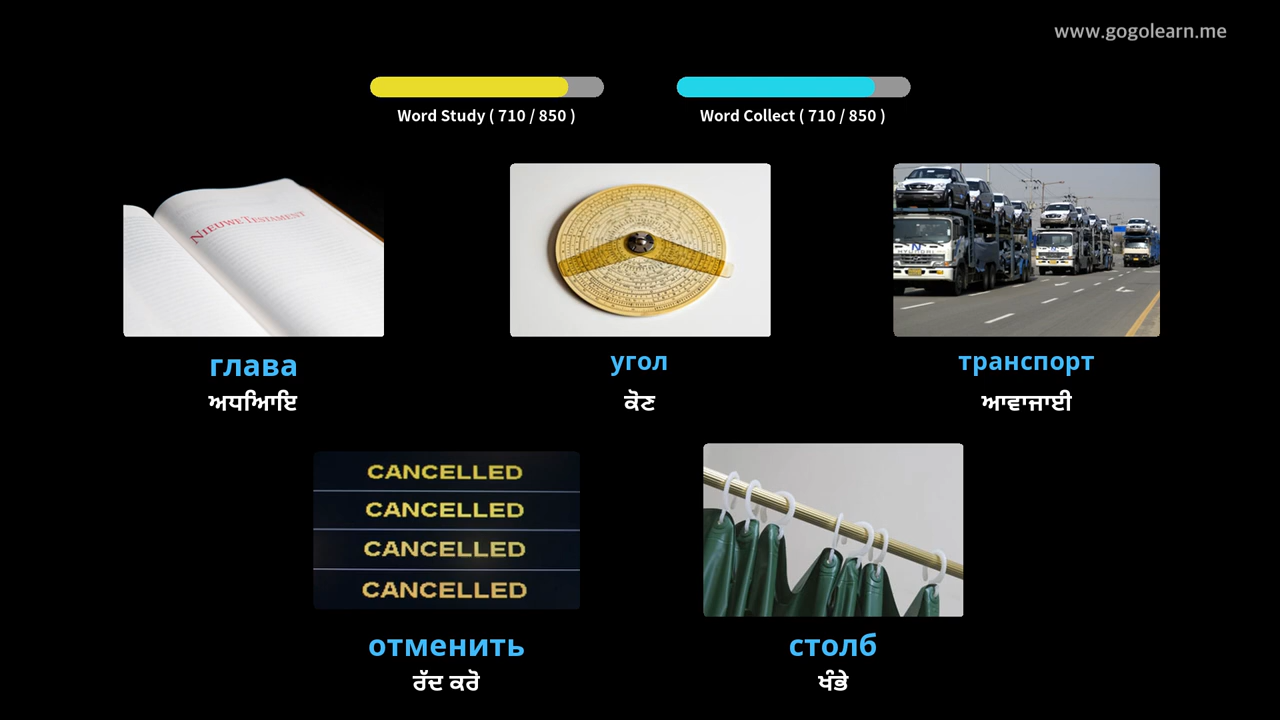 www.gogolearn.me
Word Study ( 710 / 850 )
Word Collect ( 710 / 850 )
NIEUWE TESTAMENT
глава
ਅਧਿਆਇ
угол
ਕੋਣ
транспорт
ਆਵਾਜਾਈ
CANCELLED
CANCELLED
CANCELLED
CANCELLED
отменить
ਰੱਦ ਕਰੋ
столб
ਖੰਭੇ